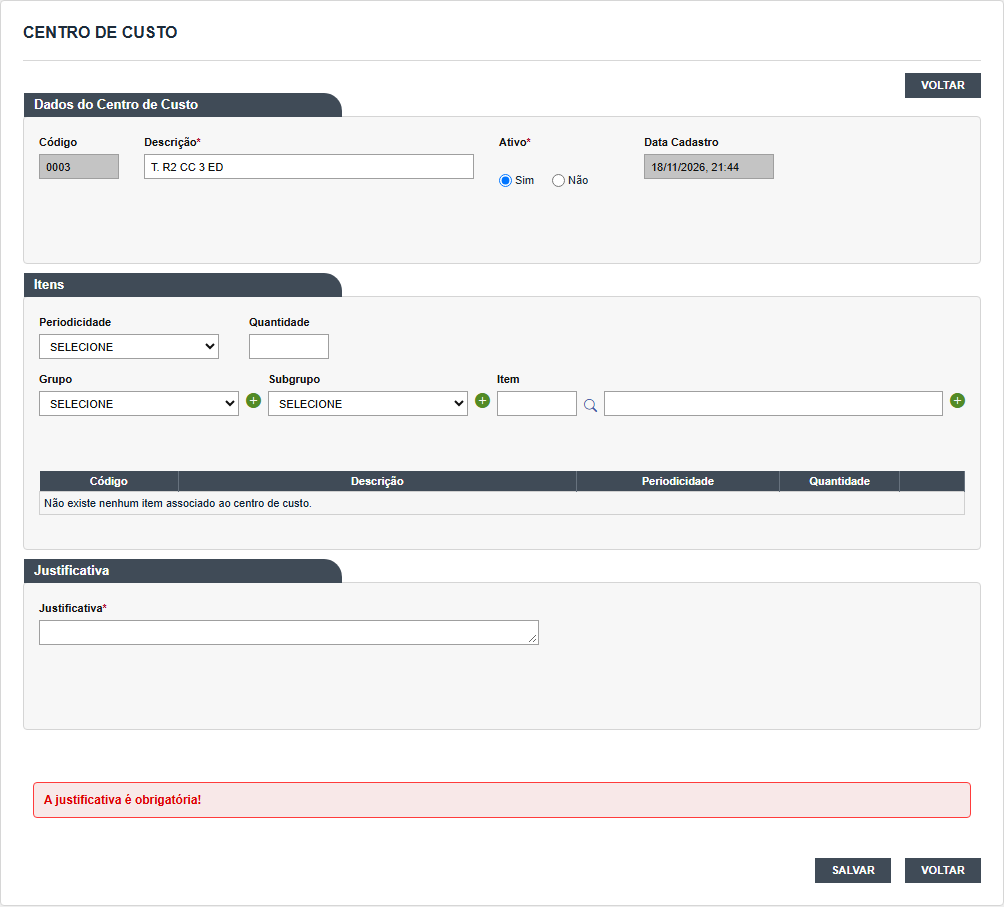 CENTRO DE CUSTO
VOLTAR
Dados do Centro de Custo
Código Descrição* Ativo* Data Cadastro
0003 T. R2 CC 3 ED Sim Não 18/11/2026, 21:44
Itens
Periodicidade Quantidade
SELECIONE
Grupo Subgrupo Item
SELECIONE SELECIONE
Código Descrição Periodicidade Quantidade
Não existe nenhum item associado ao centro de custo.
Justificativa
Justificativa*
A justificativa é obrigatória!
SALVAR VOLTAR